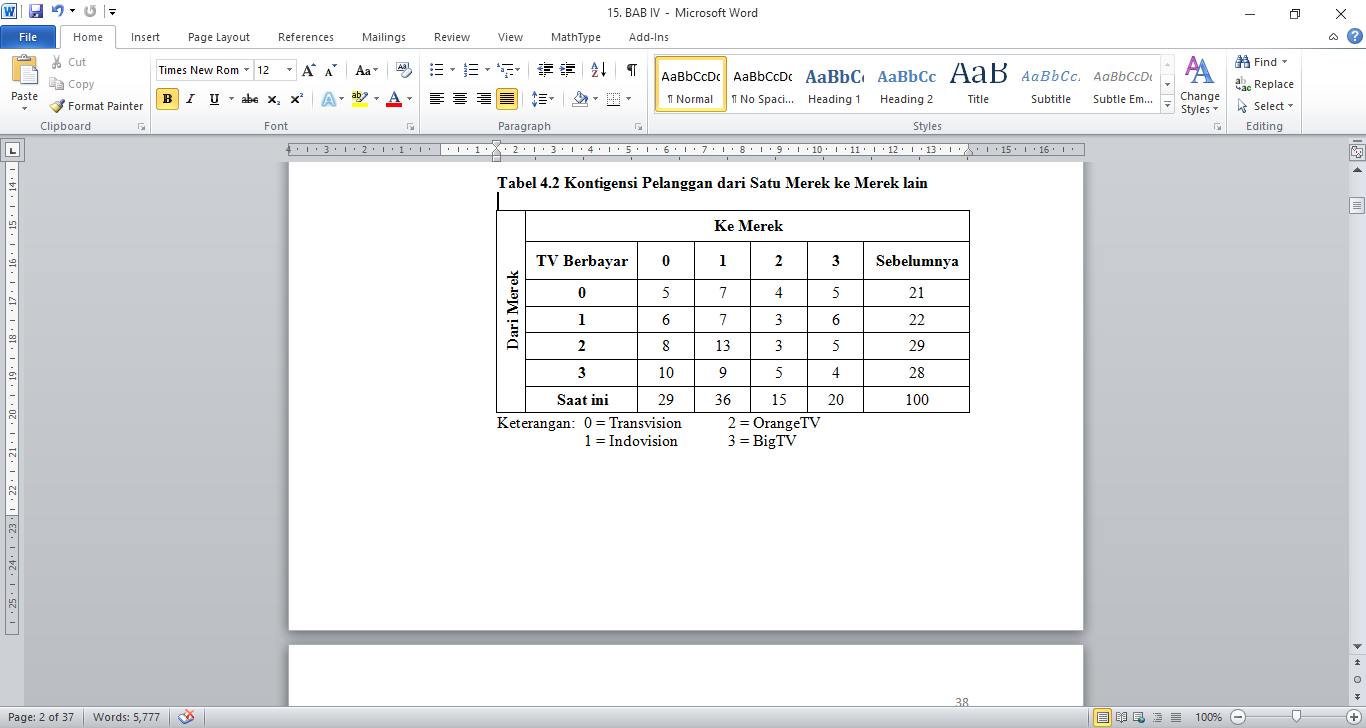 15. BAB IV - Microsoft Word
File Home Insert Page Layout References Mailings Review View MathType Add-Ins
Paste
Cut
Copy
Format Painter
Clipboard
Times New Rom 12
Font
Paragraph
AaBbCcDc AaBbCcDc AaBbC AaBbCc AaB AaBbCc. AaBbCcDc
¶ Normal ¶ No Spaci... Heading 1 Heading 2 Title Subtitle Subtle Em...
Change
Styles
Styles
Find
Replace
Select
Editing
Tabel 4.2 Kontigensi Pelanggan dari Satu Merek ke Merek lain
Dari Merek
Ke Merek
TV Berbayar 0 1 2 3 Sebelumnya
0 5 7 4 5 21
1 6 7 3 6 22
2 8 13 3 5 29
3 10 9 5 4 28
Saat ini 29 36 15 20 100
Keterangan: 0 = Transvision 2 = OrangeTV
1 = Indovision 3 = BigTV
38
Page: 2 of 37 Words: 5,777 100%